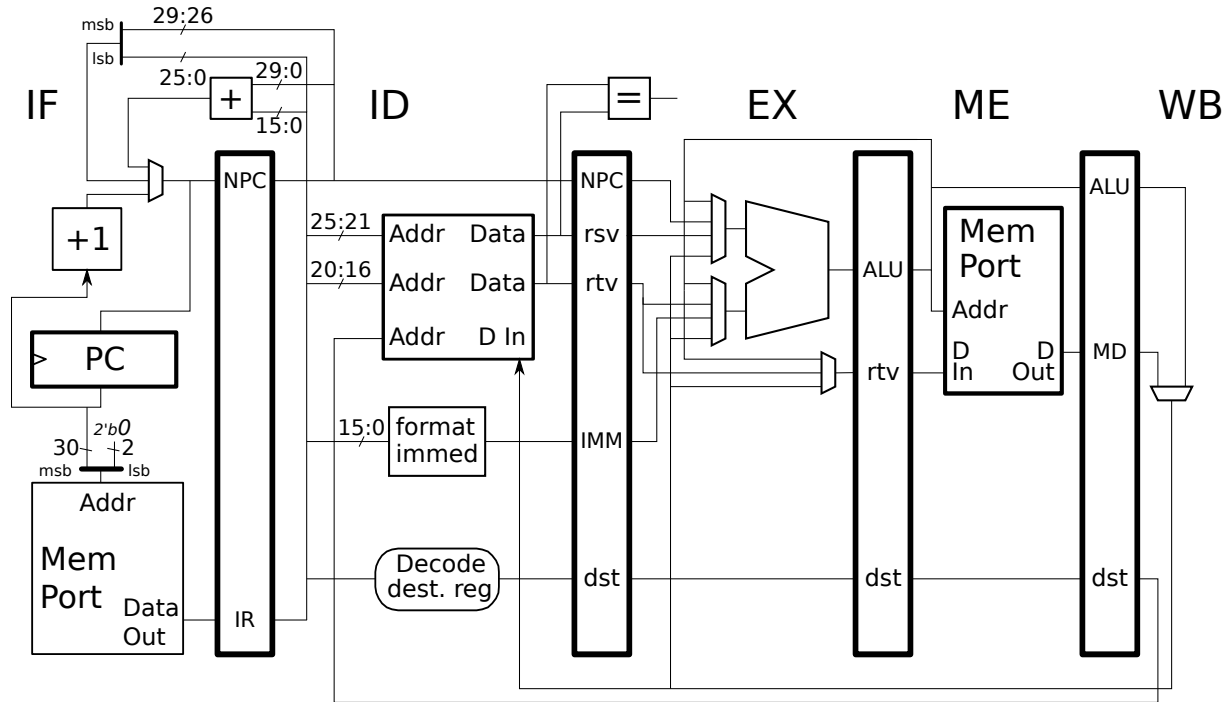 29:26
msb
lsb
25:0
29:0
+
15:0
IF
ID
=
EX
ME
WB
NPC
NPC
ALU
+1
25:21
Addr
Data
rsv
20:16
Addr
Data
rtv
Addr
D In
ALU
Mem
Port
Addr
D
In
D
Out
MD
PC
rtv
2'b0
30
2
msb
lsb
15:0
format
immed
IMM
Addr
Mem
Port
Data
Out
IR
Decode
dest. reg
dst
dst
dst